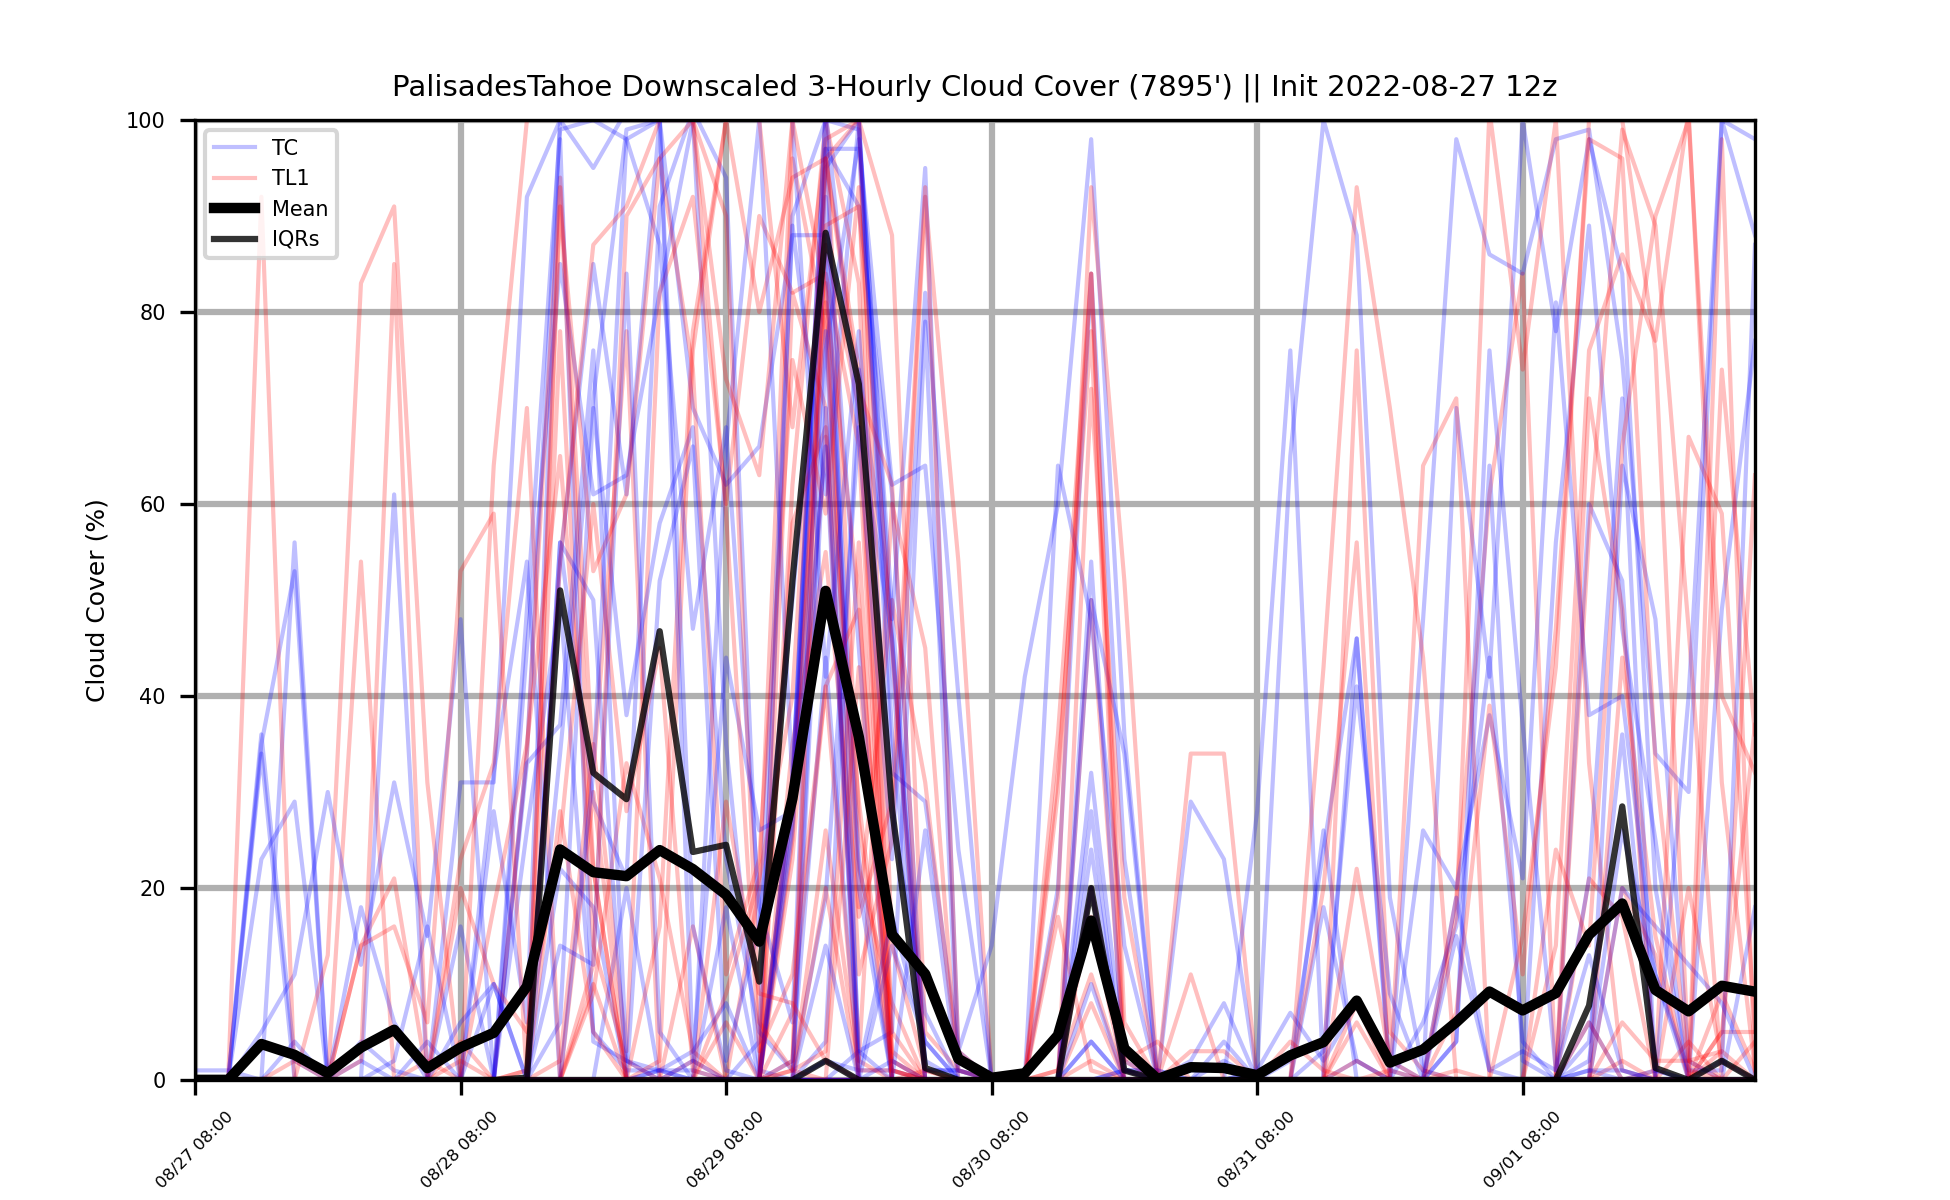 PalisadesTahoe Downscaled 3-Hourly Cloud Cover (7895') || Init 2022-08-27 12z
100
80
60
40
20
0
Cloud Cover (%)
TC
TL1
Mean
IQRs
08/27 08:00
08/28 08:00
08/29 08:00
08/30 08:00
08/31 08:00
09/01 08:00